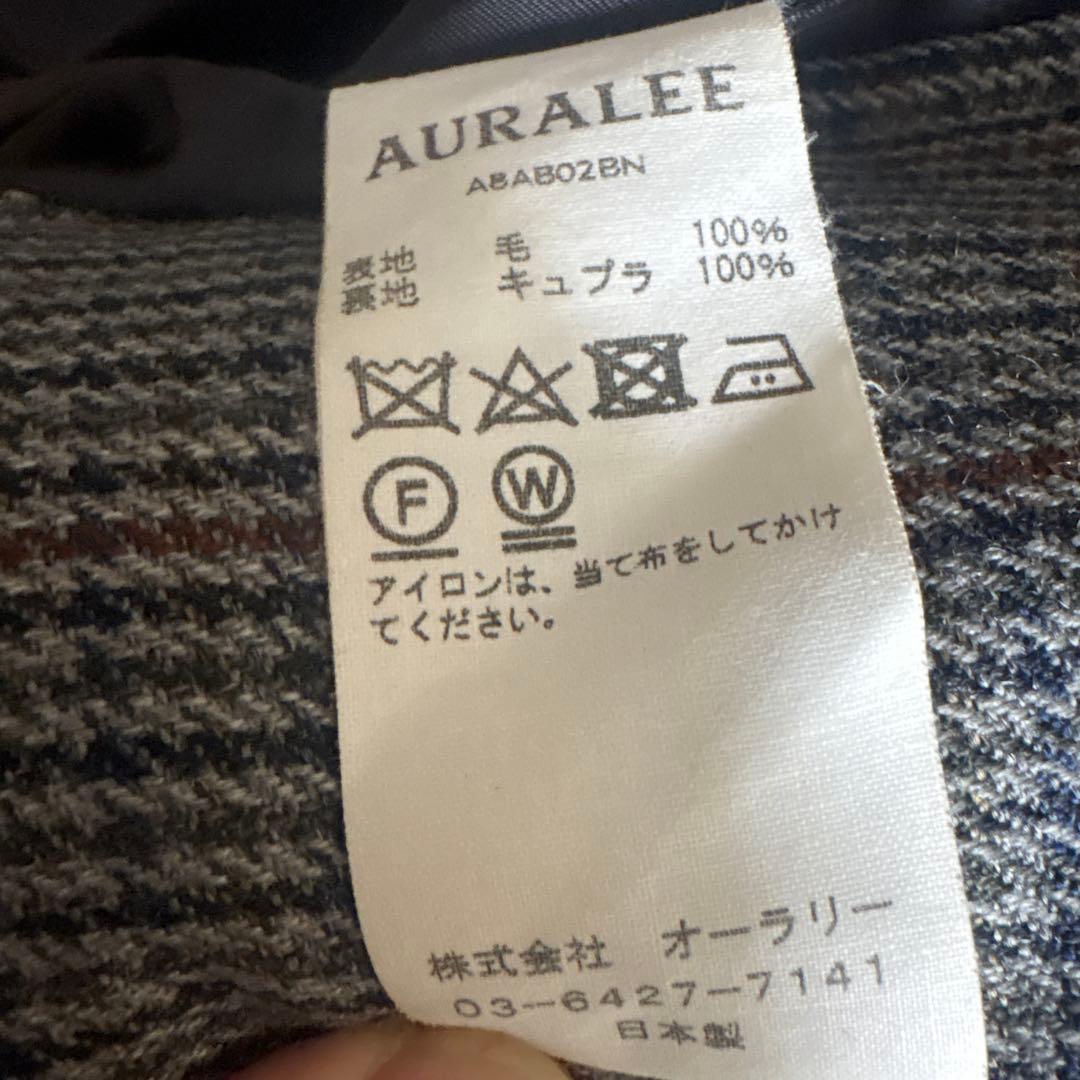 AURALEE
A8AB02BN
表地 毛 100%
裏地 キュプラ 100%
F W
アイロンは、当て布をしてかけ
てください。
株式会社 オーラリー
03-6427-7141
日本製